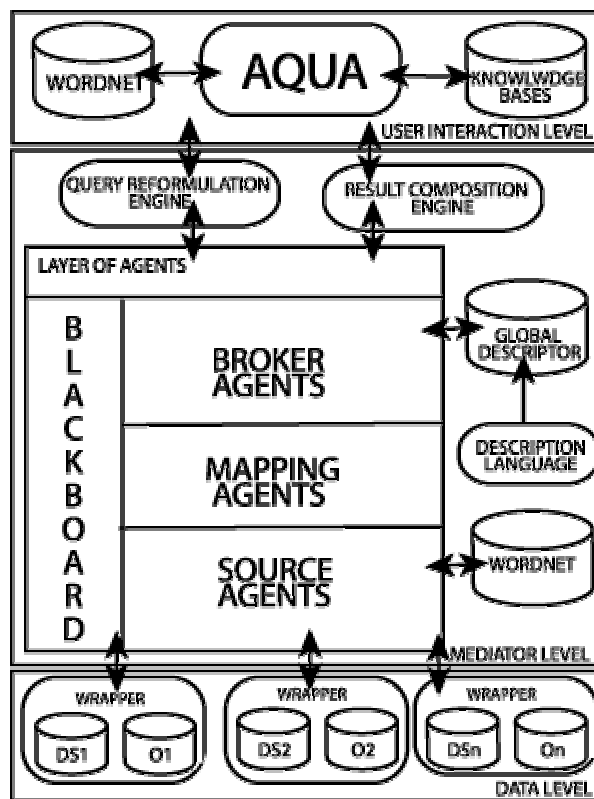 WORDNET
AQUA
KNOWLWDGE
BASES
USER INTERACTION LEVEL
QUERY REFORMULATION
ENGINE
RESULT COMPOSITION
ENGINE
LAYER OF AGENTS
BLACKBOARD
BROKER
AGENTS
GLOBAL
DESCRIPTOR
DESCRIPTION
LANGUAGE
MAPPING
AGENTS
SOURCE
AGENTS
WORDNET
MEDIATOR LEVEL
WRAPPER
DS1
O1
WRAPPER
DS2
O2
WRAPPER
DSn
On
DATA LEVEL